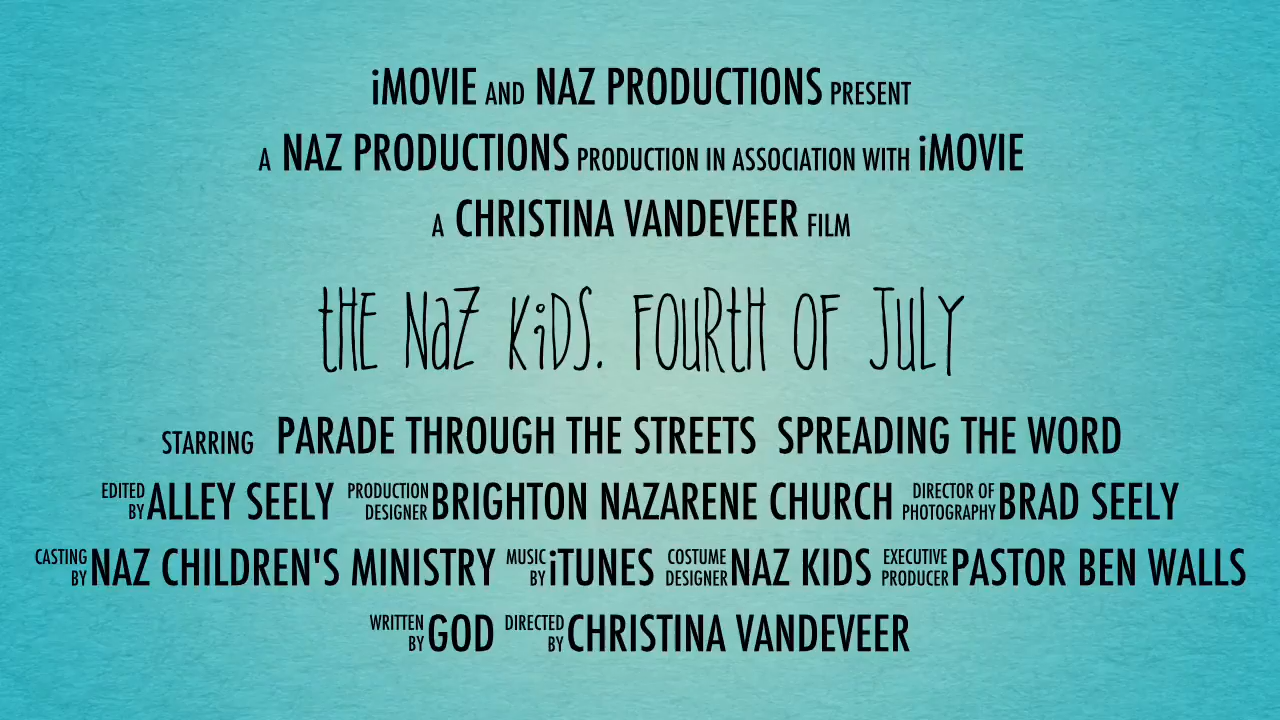 iMOVIE AND NAZ PRODUCTIONS PRESENT
A NAZ PRODUCTIONS PRODUCTION IN ASSOCIATION WITH iMOVIE
A CHRISTINA VANDEVEER FILM
tHE NaZ KiDS. FOURtH OF JULY
STARRING PARADE THROUGH THE STREETS SPREADING THE WORD
EDITED BY ALLEY SEELY PRODUCTION DESIGNER BRIGHTON NAZARENE CHURCH DIRECTOR OF PHOTOGRAPHY BRAD SEELY
CASTING BY NAZ CHILDREN'S MINISTRY MUSIC BY iTUNES COSTUME DESIGNER NAZ KIDS EXECUTIVE PRODUCER PASTOR BEN WALLS
WRITTEN BY GOD DIRECTED BY CHRISTINA VANDEVEER